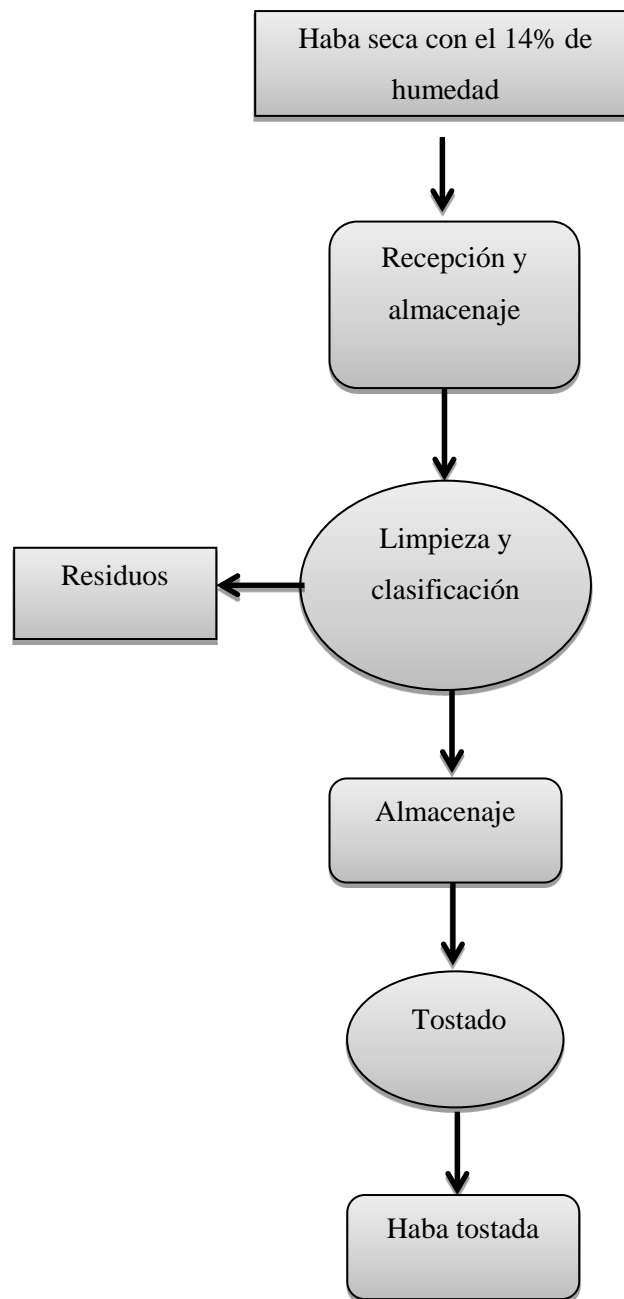 Haba seca con el 14% de
humedad
Recepción y
almacenaje
Limpieza y
clasificación
Residuos
Almacenaje
Tostado
Haba tostada